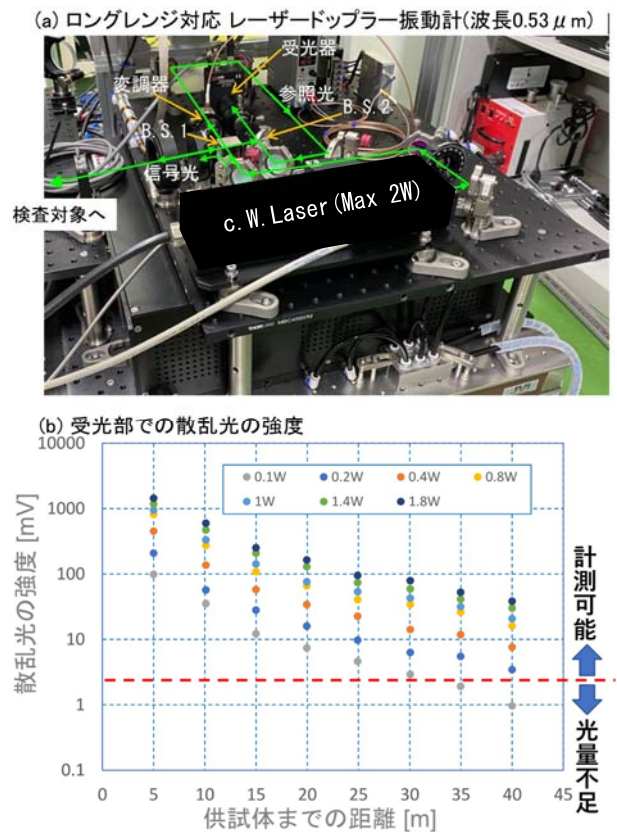 (a) ロングレンジ対応 レーザードップラー振動計(波長0.53μm)
受光器
変調器
参照光
B.S.1
B.S.2
信号光
検査対象へ
c.W.Laser(Max 2W)
(b) 受光部での散乱光の強度
散乱光の強度 [mV]
10000
1000
100
10
1
0.1
0.1W 0.2W 0.4W 0.8W
1W 1.4W 1.8W
計測可能
光量不足
0 5 10 15 20 25 30 35 40 45
供試体までの距離 [m]